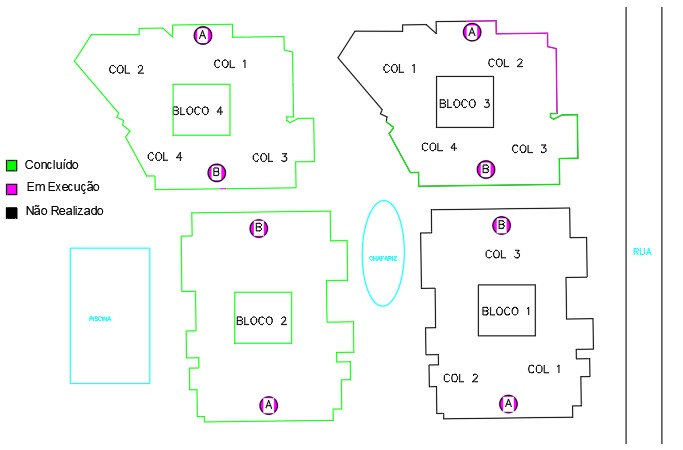 A
COL 2
COL 1
BLOCO 4
COL 4
COL 3
B
A
COL 1
COL 2
BLOCO 3
COL 4
COL 3
B
Concluído
Em Execução
Não Realizado
B
BLOCO 2
A
PISCINA
CHAFARIZ
B
COL 3
BLOCO 1
COL 2
COL 1
A
RUA